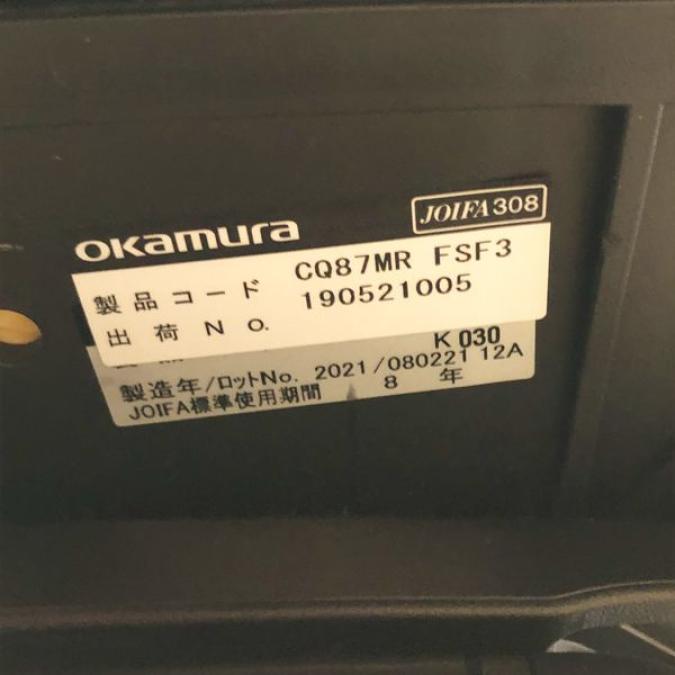 JOIFA308
okamura
製品コード CQ87MR FSF3
出荷No. 190521005
K 030
製造年/ロットNo. 2021/080221 12A
JOIFA標準使用期間 8 年